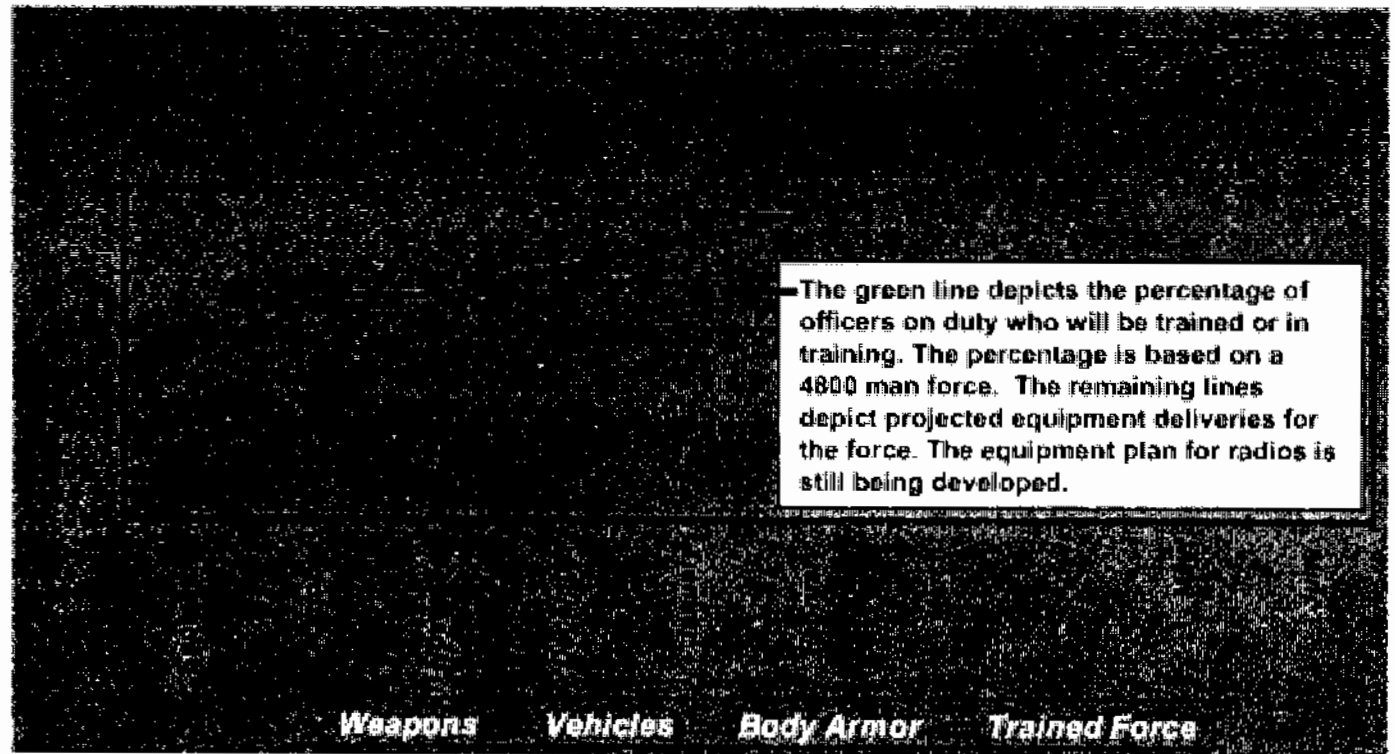 The green line depicts the percentage of
officers on duty who will be trained or in
training. The percentage is based on a
4800 man force. The remaining lines
depict projected equipment deliveries for
the force. The equipment plan for radios is
still being developed.
Weapons Vehicles Body Armor Trained Force